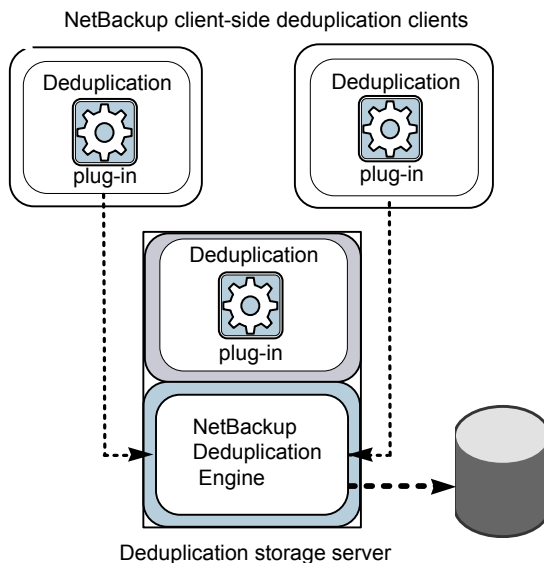 NetBackup client-side deduplication clients
Deduplication
plug-in
Deduplication
plug-in
Deduplication
plug-in
NetBackup
Deduplication
Engine
Deduplication storage server